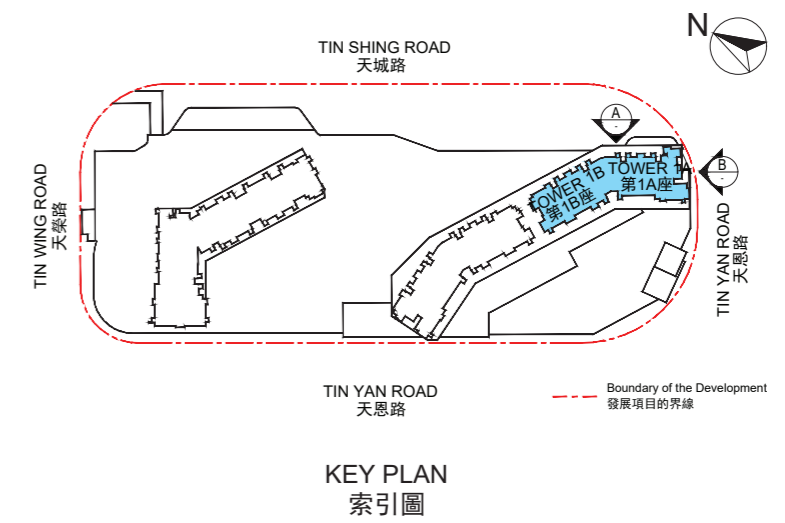 N
TIN SHING ROAD
天城路
A
-
B
-
TOWER 1B
第1B座
TOWER 1A
第1A座
TIN WING ROAD
天榮路
TIN YAN ROAD
天恩路
TIN YAN ROAD
天恩路
Boundary of the Development
發展項目的界線
KEY PLAN
索引圖